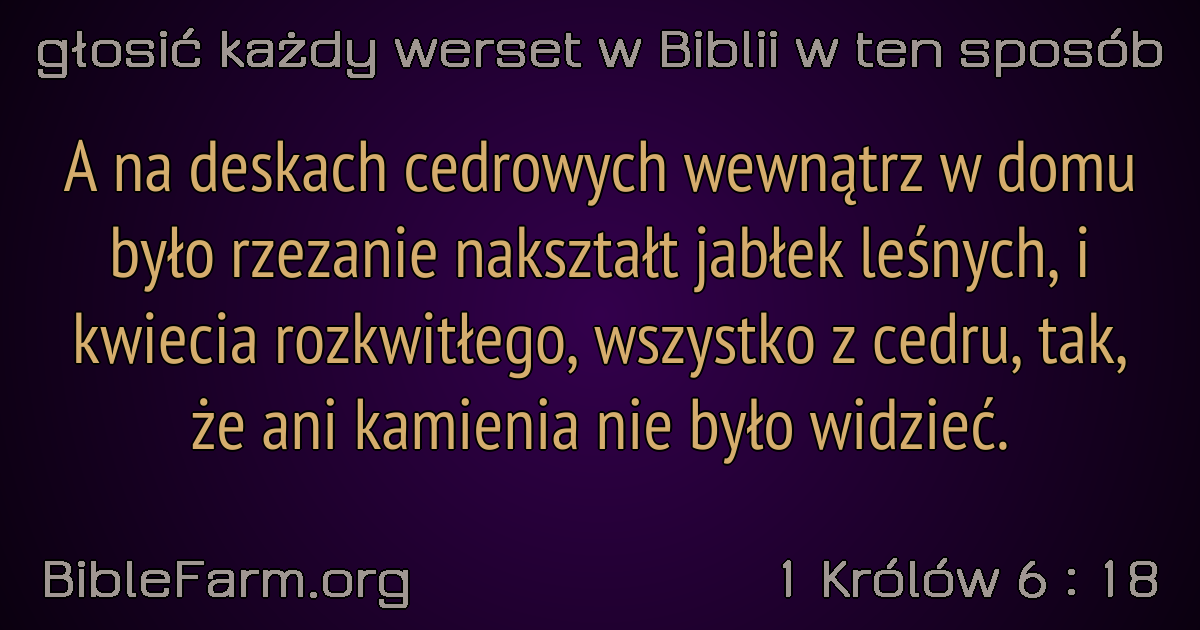 głosić każdy werset w Biblii w ten sposób
A na deskach cedrowych wewnątrz w domu
było rzezanie nakształt jabłek leśnych, i
kwiecia rozkwitłego, wszystko z cedru, tak,
że ani kamienia nie było widzieć.
BibleFarm.org
1 Królów 6 : 18